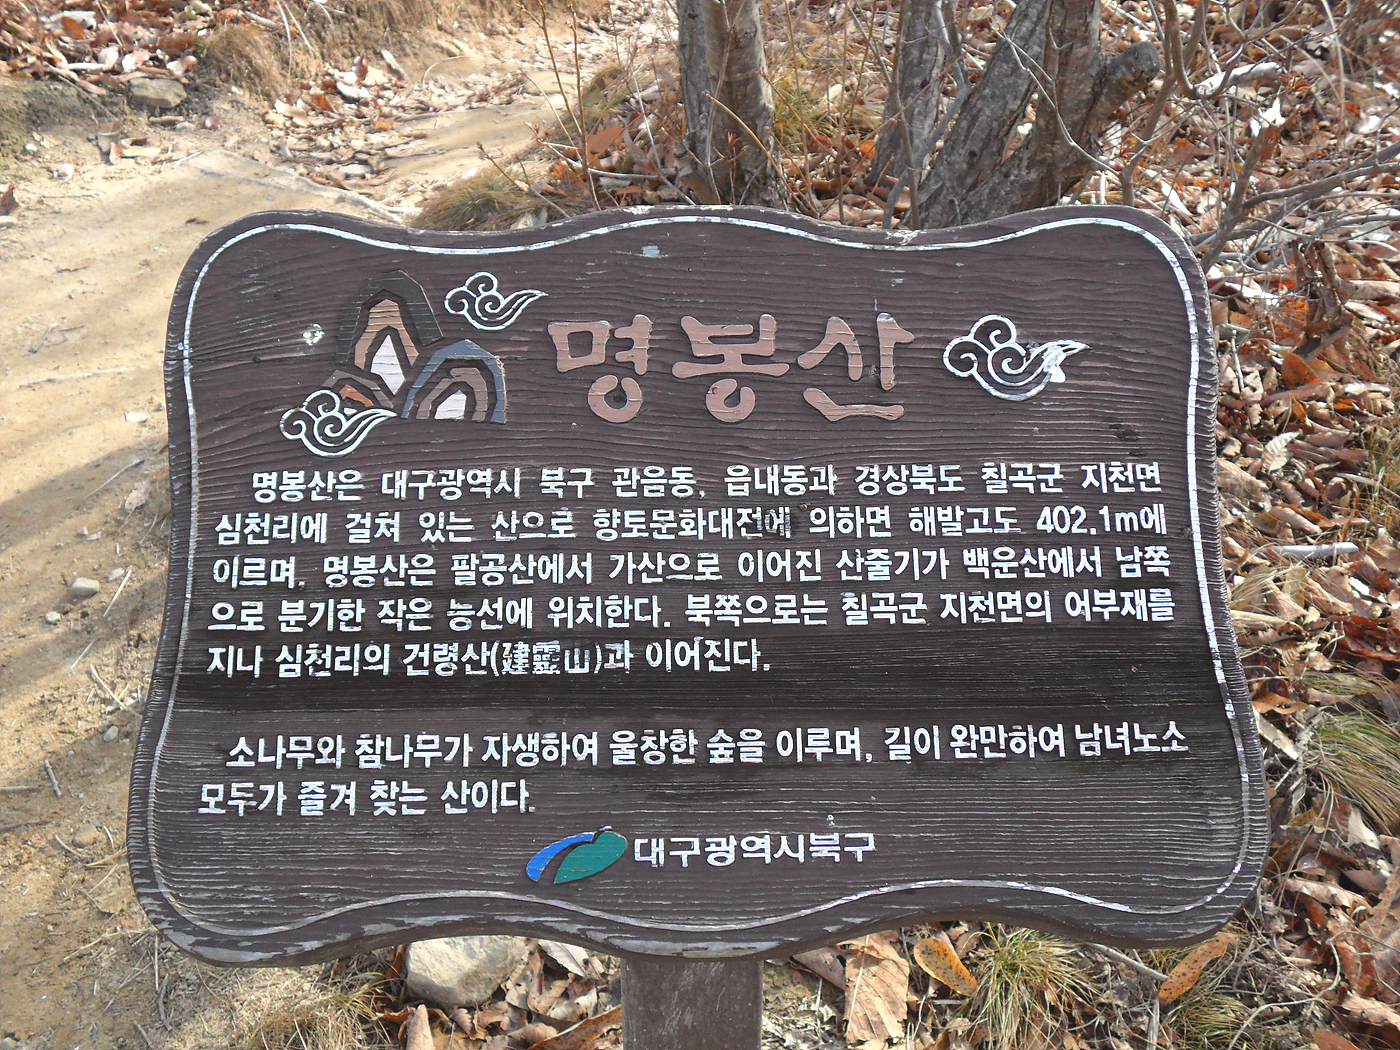 명봉산
명봉산은 대구광역시 북구 관음동, 읍내동과 경상북도 칠곡군 지천면
심천리에 걸쳐 있는 산으로 향토문화대전에 의하면 해발고도 402.1m에
이르며, 명봉산은 팔공산에서 가산으로 이어진 산줄기가 백운산에서 남쪽
으로 분기한 작은 능선에 위치한다. 북쪽으로는 칠곡군 지천면의 여부재를
지나 심천리의 건령산(建靈山)과 이어진다.
소나무와 참나무가 자생하여 울창한 숲을 이루며, 길이 완만하여 남녀노소
모두가 즐겨 찾는 산이다.
대구광역시북구